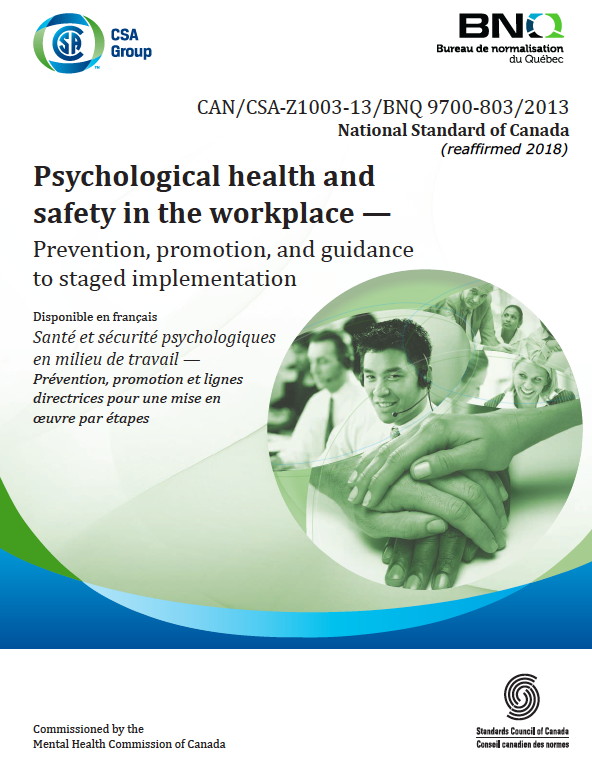 CSA
Group
BNQ
Bureau de normalisation
du Québec
CAN/CSA-Z1003-13/BNQ 9700-803/2013
National Standard of Canada
(reaffirmed 2018)
Psychological health and
safety in the workplace —
Prevention, promotion, and guidance
to staged implementation
Disponible en français
Santé et sécurité psychologiques
en milieu de travail —
Prévention, promotion et lignes
directrices pour une mise en
œuvre par étapes
Commissioned by the
Mental Health Commission of Canada
Standards Council of Canada
Conseil canadien des normes